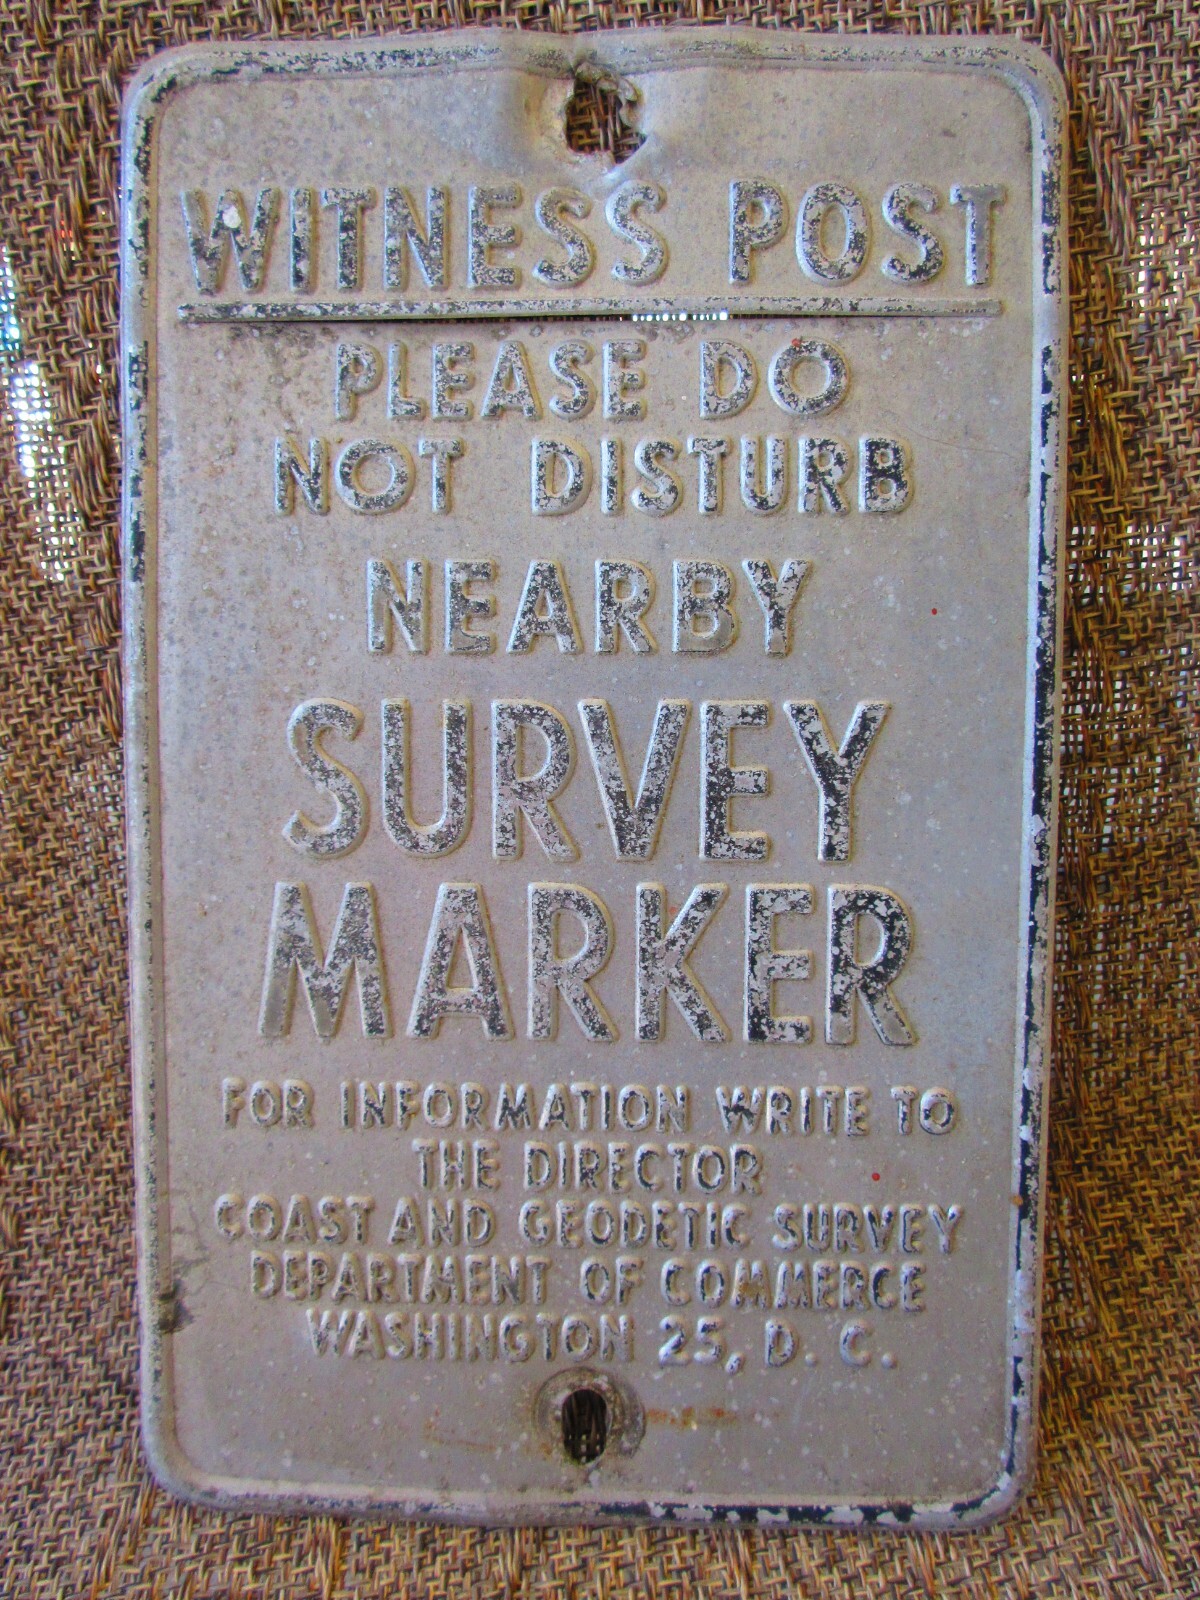 WITNESS POST
PLEASE DO
NOT DISTURB
NEARBY
SURVEY
MARKER
FOR INFORMATION WRITE TO
THE DIRECTOR
COAST AND GEODETIC SURVEY
DEPARTMENT OF COMMERCE
WASHINGTON 25, D. C.